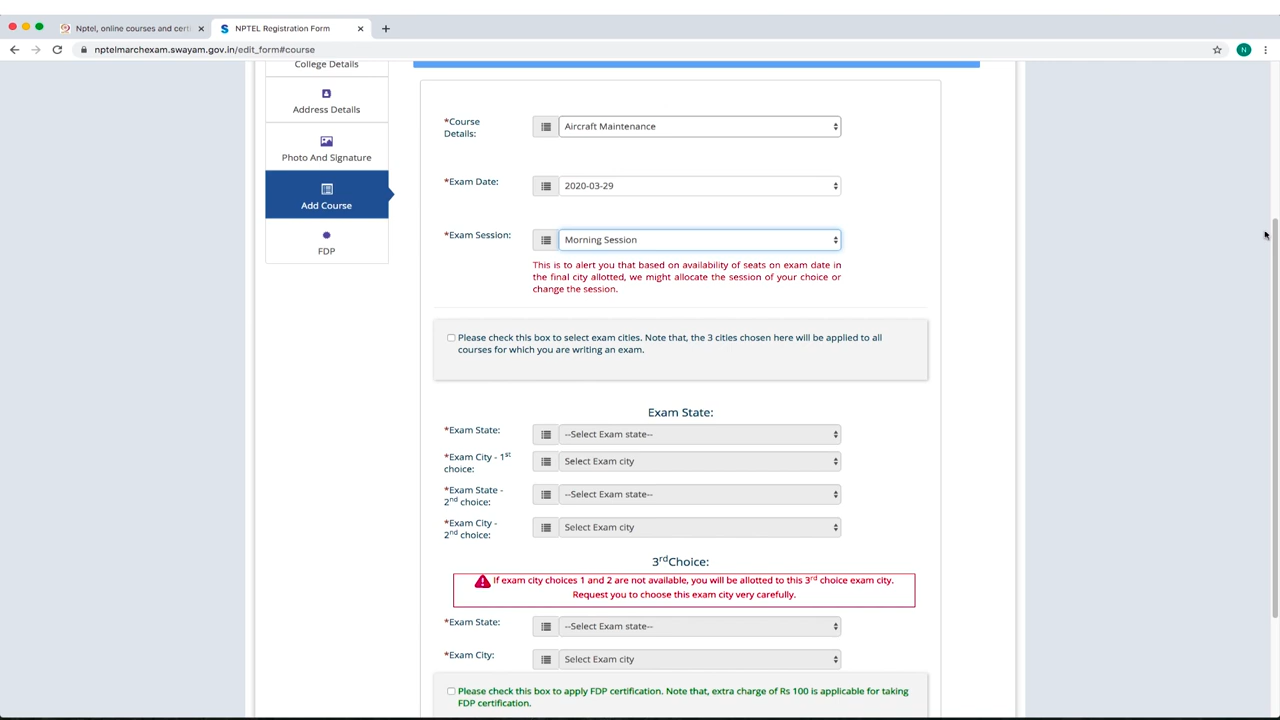 Nptel, online courses and certi
NPTEL Registration Form
nptelmarchexam.swayam.gov.in/edit_form#course
N
College Details
Address Details
Photo And Signature
Add Course
FDP
*Course
Details:
Aircraft Maintenance
*Exam Date:
2020-03-29
*Exam Session:
Morning Session
This is to alert you that based on availability of seats on exam date in
the final city allotted, we might allocate the session of your choice or
change the session.
Please check this box to select exam cities. Note that, the 3 cities chosen here will be applied to all
courses for which you are writing an exam.
Exam State:
*Exam State:
--Select Exam state--
*Exam City - 1st
choice:
Select Exam city
*Exam State -
2nd choice:
--Select Exam state--
*Exam City -
2nd choice:
Select Exam city
3rdChoice:
If exam city choices 1 and 2 are not available, you will be allotted to this 3rd choice exam city.
Request you to choose this exam city very carefully.
*Exam State:
--Select Exam state--
*Exam City:
Select Exam city
Please check this box to apply FDP certification. Note that, extra charge of Rs 100 is applicable for taking
FDP certification.